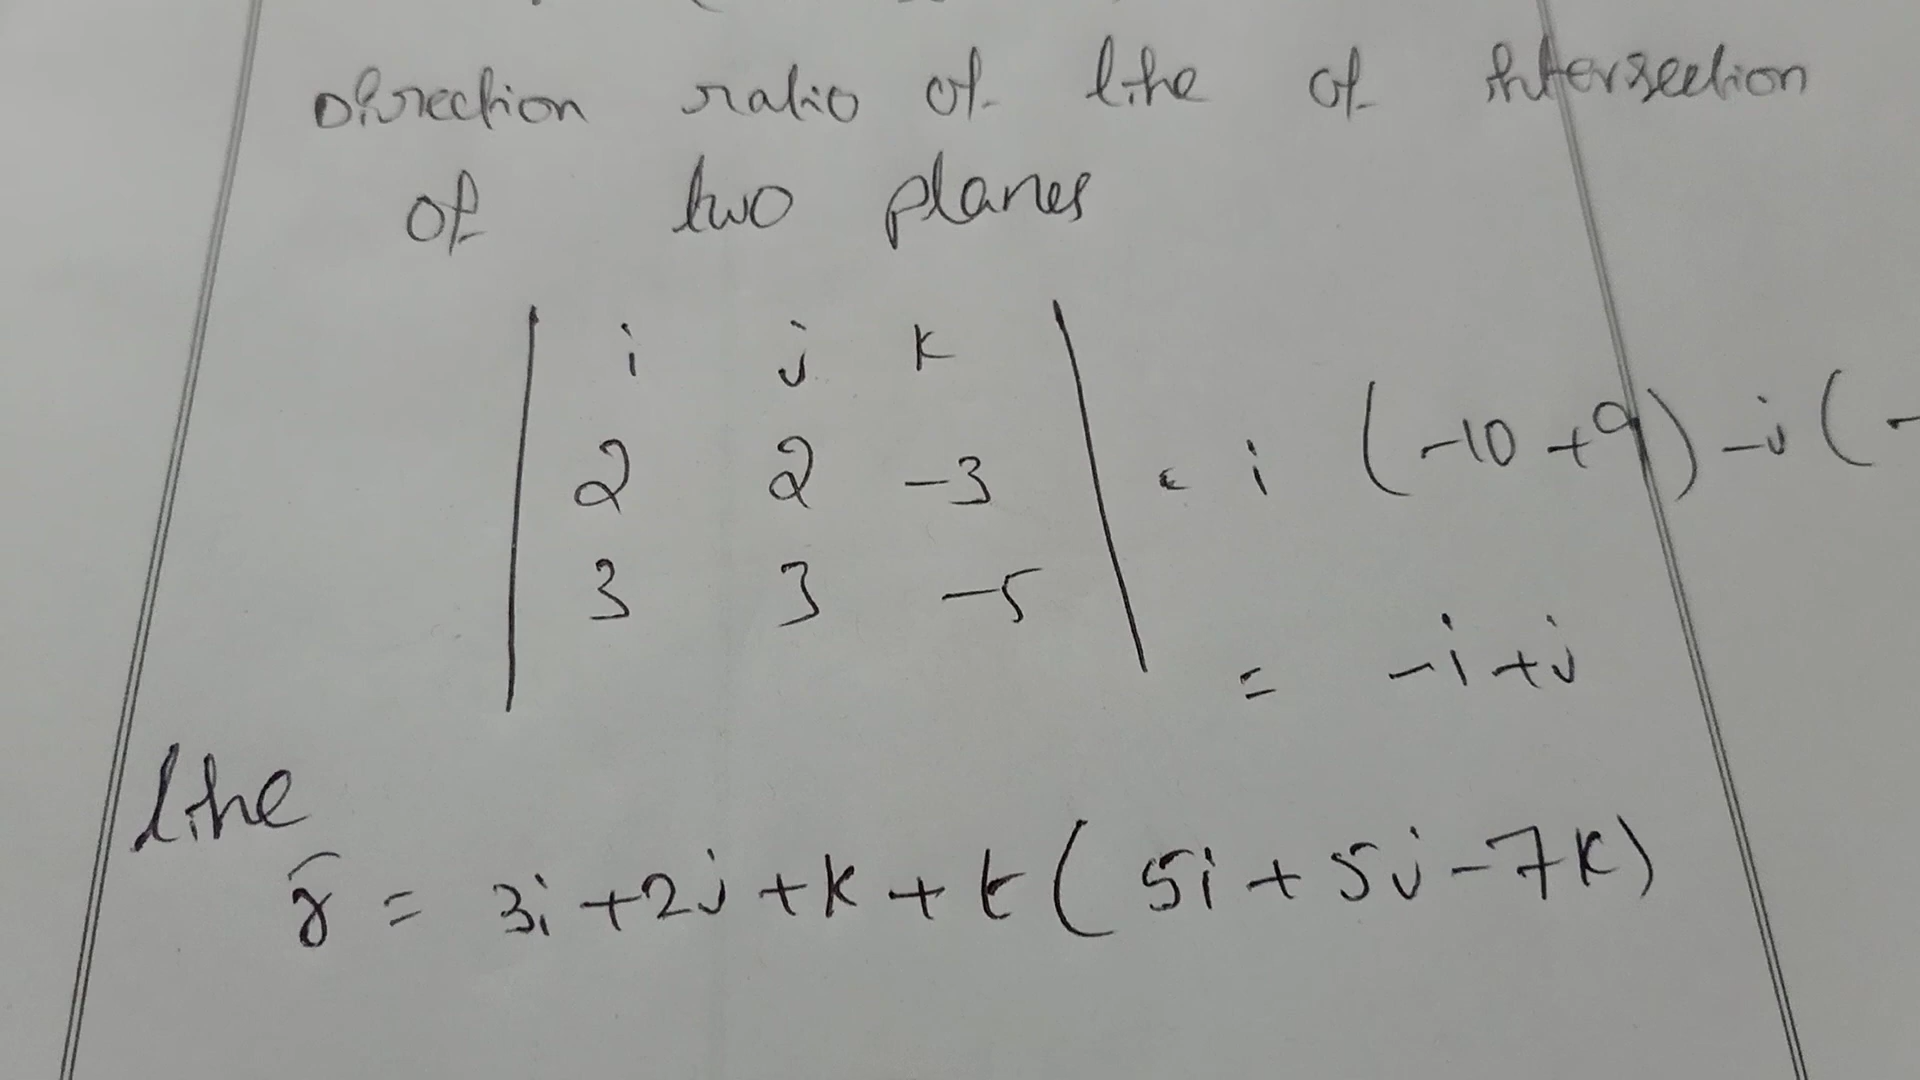 Direction ratio of line of intersection
of two planes
| i j k |
| 2 2 -3 | = i (-10 +9) -j (-
| 3 3 -5 |
= -i +j
line
r̄ = 3i +2j + k + t ( 5i + 5j - 7k)